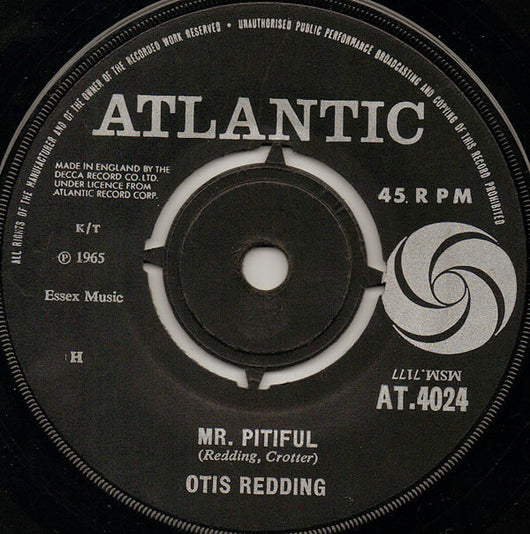 ALL RIGHTS OF THE MANUFACTURER AND OF THE OWNER OF THE RECORDED WORK RESERVED • UNAUTHORISED PUBLIC PERFORMANCE BROADCASTING AND COPYING OF THIS RECORD PROHIBITED
ATLANTIC
MADE IN ENGLAND BY THE
DECCA RECORD CO. LTD.
UNDER LICENCE FROM
ATLANTIC RECORD CORP.
45. RPM
K/T
℗ 1965
Essex Music
:H
MSM.7177
AT.4024
MR. PITIFUL
(Redding, Crotter)
OTIS REDDING